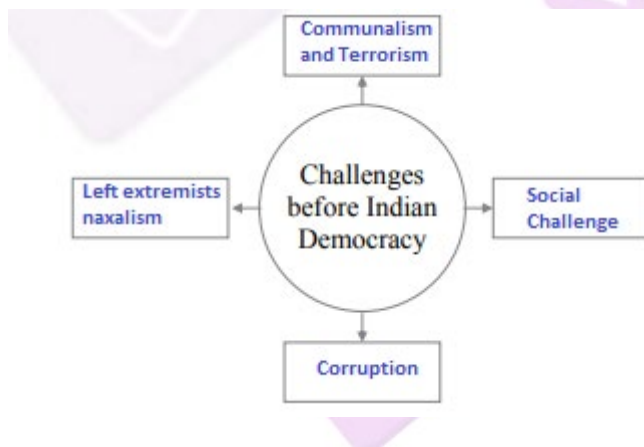 Communalism
and Terrorism
Challenges
before Indian
Democracy
Left extremists
naxalism
Social
Challenge
Corruption